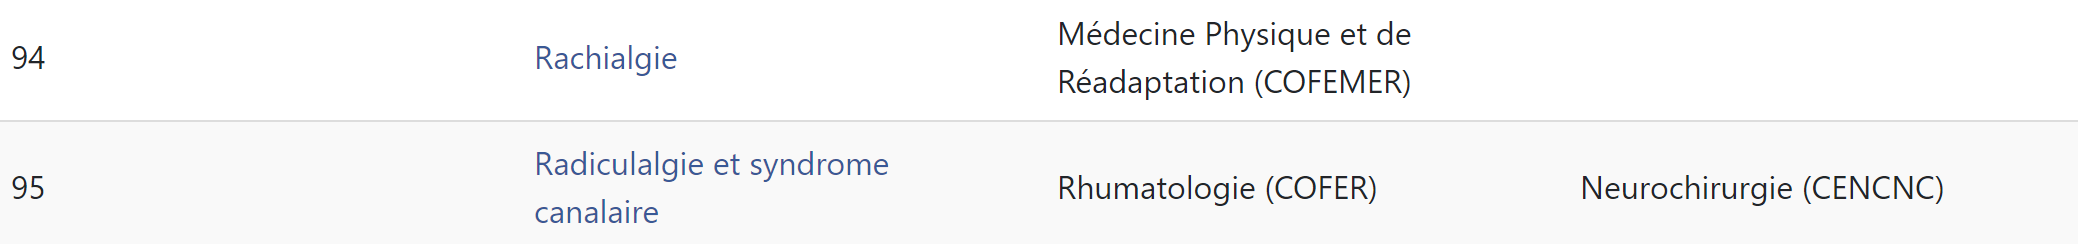 94
Rachialgie
Médecine Physique et de
Réadaptation (COFEMER)
95
Radiculalgie et syndrome
canalaire
Rhumatologie (COFER)
Neurochirurgie (CENCNC)